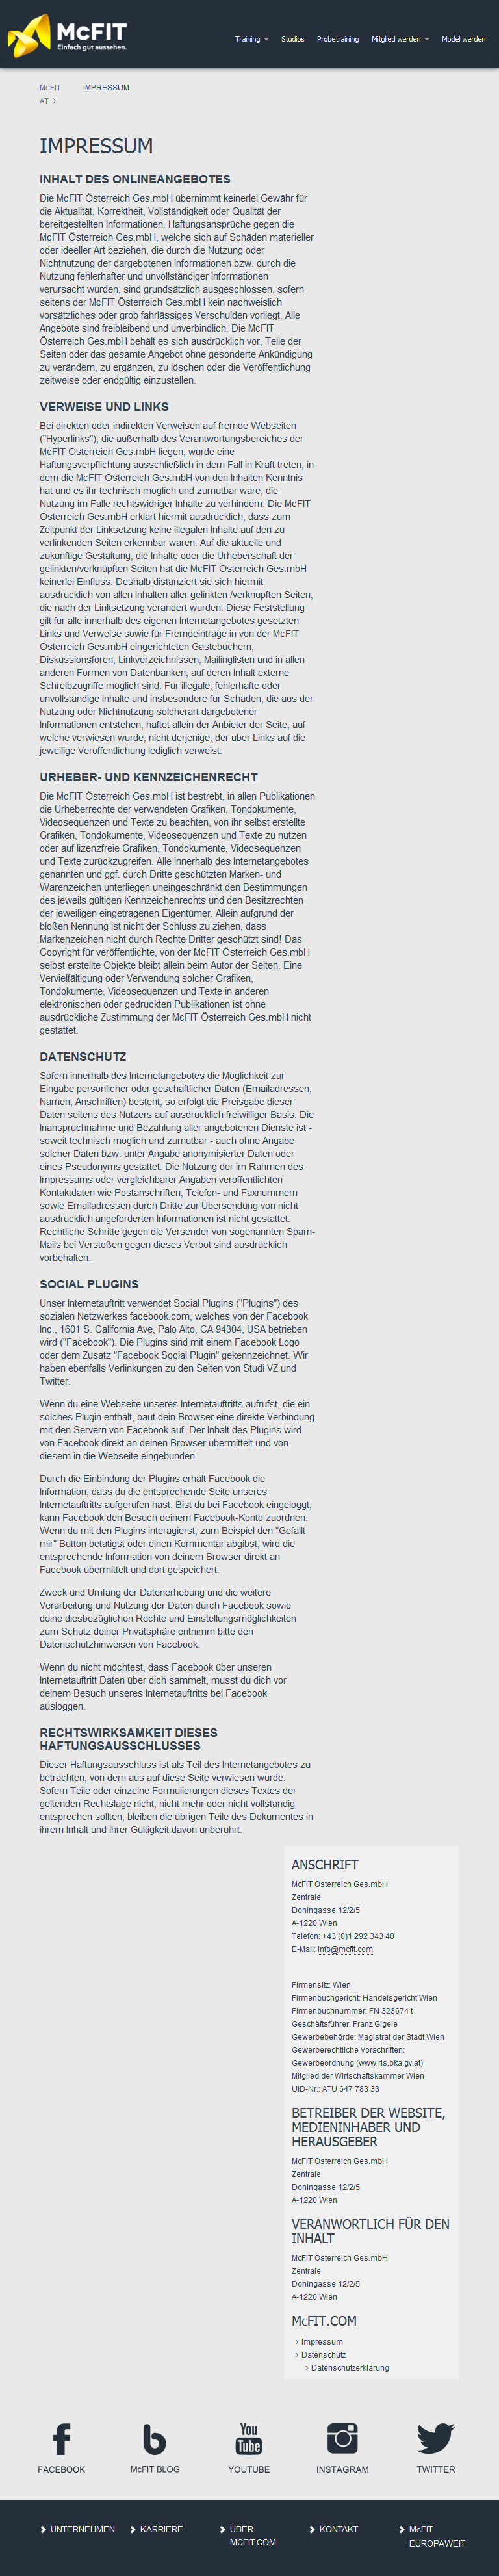 McFIT
Einfach gut aussehen.
Training
Studios
Probetraining
Mitglied werden
Model werden
McFIT
AT
IMPRESSUM
IMPRESSUM
INHALT DES ONLINEANGEBOTES
Die McFIT Österreich Ges.mbH übernimmt keinerlei Gewähr für
die Aktualität, Korrektheit, Vollständigkeit oder Qualität der
bereitgestellten Informationen. Haftungsansprüche gegen die
McFIT Österreich Ges.mbH, welche sich auf Schäden materieller
oder ideeller Art beziehen, die durch die Nutzung oder
Nichtnutzung der dargebotenen Informationen bzw. durch die
Nutzung fehlerhafter und unvollständiger Informationen
verursacht wurden, sind grundsätzlich ausgeschlossen, sofern
seitens der McFIT Österreich Ges.mbH kein nachweislich
vorsätzliches oder grob fahrlässiges Verschulden vorliegt. Alle
Angebote sind freibleibend und unverbindlich. Die McFIT
Österreich Ges.mbH behält es sich ausdrücklich vor, Teile der
Seiten oder das gesamte Angebot ohne gesonderte Ankündigung
zu verändern, zu ergänzen, zu löschen oder die Veröffentlichung
zeitweise oder endgültig einzustellen.
VERWEISE UND LINKS
Bei direkten oder indirekten Verweisen auf fremde Webseiten
("Hyperlinks"), die außerhalb des Verantwortungsbereiches der
McFIT Österreich Ges.mbH liegen, würde eine
Haftungsverpflichtung ausschließlich in dem Fall in Kraft treten, in
dem die McFIT Österreich Ges.mbH von den Inhalten Kenntnis
hat und es ihr technisch möglich und zumutbar wäre, die
Nutzung im Falle rechtswidriger Inhalte zu verhindern. Die McFIT
Österreich Ges.mbH erklärt hiermit ausdrücklich, dass zum
Zeitpunkt der Linksetzung keine illegalen Inhalte auf den zu
verlinkenden Seiten erkennbar waren. Auf die aktuelle und
zukünftige Gestaltung, die Inhalte oder die Urheberschaft der
gelinkten/verknüpften Seiten hat die McFIT Österreich Ges.mbH
keinerlei Einfluss. Deshalb distanziert sie sich hiermit
ausdrücklich von allen Inhalten aller gelinkten /verknüpften Seiten,
die nach der Linksetzung verändert wurden. Diese Feststellung
gilt für alle innerhalb des eigenen Internetangebotes gesetzten
Links und Verweise sowie für Fremdeinträge in von der McFIT
Österreich Ges.mbH eingerichteten Gästebüchern,
Diskussionsforen, Linkverzeichnissen, Mailinglisten und in allen
anderen Formen von Datenbanken, auf deren Inhalt externe
Schreibzugriffe möglich sind. Für illegale, fehlerhafte oder
unvollständige Inhalte und insbesondere für Schäden, die aus der
Nutzung oder Nichtnutzung solcherart dargebotener
Informationen entstehen, haftet allein der Anbieter der Seite, auf
welche verwiesen wurde, nicht derjenige, der über Links auf die
jeweilige Veröffentlichung lediglich verweist.
URHEBER- UND KENNZEICHENRECHT
Die McFIT Österreich Ges.mbH ist bestrebt, in allen Publikationen
die Urheberrechte der verwendeten Grafiken, Tondokumente,
Videosequenzen und Texte zu beachten, von ihr selbst erstellte
Grafiken, Tondokumente, Videosequenzen und Texte zu nutzen
oder auf lizenzfreie Grafiken, Tondokumente, Videosequenzen
und Texte zurückzugreifen. Alle innerhalb des Internetangebotes
genannten und ggf. durch Dritte geschützten Marken- und
Warenzeichen unterliegen uneingeschränkt den Bestimmungen
des jeweils gültigen Kennzeichenrechts und den Besitzrechten
der jeweiligen eingetragenen Eigentümer. Allein aufgrund der
bloßen Nennung ist nicht der Schluss zu ziehen, dass
Markenzeichen nicht durch Rechte Dritter geschützt sind! Das
Copyright für veröffentlichte, von der McFIT Österreich Ges.mbH
selbst erstellte Objekte bleibt allein beim Autor der Seiten. Eine
Vervielfältigung oder Verwendung solcher Grafiken,
Tondokumente, Videosequenzen und Texte in anderen
elektronischen oder gedruckten Publikationen ist ohne
ausdrückliche Zustimmung der McFIT Österreich Ges.mbH nicht
gestattet.
DATENSCHUTZ
Sofern innerhalb des Internetangebotes die Möglichkeit zur
Eingabe persönlicher oder geschäftlicher Daten (Emailadressen,
Namen, Anschriften) besteht, so erfolgt die Preisgabe dieser
Daten seitens des Nutzers auf ausdrücklich freiwilliger Basis. Die
Inanspruchnahme und Bezahlung aller angebotenen Dienste ist -
soweit technisch möglich und zumutbar - auch ohne Angabe
solcher Daten bzw. unter Angabe anonymisierter Daten oder
eines Pseudonyms gestattet. Die Nutzung der im Rahmen des
Impressums oder vergleichbarer Angaben veröffentlichten
Kontaktdaten wie Postanschriften, Telefon- und Faxnummern
sowie Emailadressen durch Dritte zur Übersendung von nicht
ausdrücklich angeforderten Informationen ist nicht gestattet.
Rechtliche Schritte gegen die Versender von sogenannten Spam-
Mails bei Verstößen gegen dieses Verbot sind ausdrücklich
vorbehalten.
SOCIAL PLUGINS
Unser Internetauftritt verwendet Social Plugins ("Plugins") des
sozialen Netzwerkes facebook.com, welches von der Facebook
Inc., 1601 S. California Ave, Palo Alto, CA 94304, USA betrieben
wird ("Facebook"). Die Plugins sind mit einem Facebook Logo
oder dem Zusatz "Facebook Social Plugin" gekennzeichnet. Wir
haben ebenfalls Verlinkungen zu den Seiten von Studi VZ und
Twitter.
Wenn du eine Webseite unseres Internetauftritts aufrufst, die ein
solches Plugin enthält, baut dein Browser eine direkte Verbindung
mit den Servern von Facebook auf. Der Inhalt des Plugins wird
von Facebook direkt an deinen Browser übermittelt und von
diesem in die Webseite eingebunden.
Durch die Einbindung der Plugins erhält Facebook die
Information, dass du die entsprechende Seite unseres
Internetauftritts aufgerufen hast. Bist du bei Facebook eingeloggt,
kann Facebook den Besuch deinem Facebook-Konto zuordnen.
Wenn du mit den Plugins interagierst, zum Beispiel den "Gefällt
mir" Button betätigst oder einen Kommentar abgibst, wird die
entsprechende Information von deinem Browser direkt an
Facebook übermittelt und dort gespeichert.
Zweck und Umfang der Datenerhebung und die weitere
Verarbeitung und Nutzung der Daten durch Facebook sowie
deine diesbezüglichen Rechte und Einstellungsmöglichkeiten
zum Schutz deiner Privatsphäre entnimm bitte den
Datenschutzhinweisen von Facebook.
Wenn du nicht möchtest, dass Facebook über unseren
Internetauftritt Daten über dich sammelt, musst du dich vor
deinem Besuch unseres Internetauftritts bei Facebook
ausloggen.
RECHTSWIRKSAMKEIT DIESES
HAFTUNGSAUSSCHLUSSES
Dieser Haftungsausschluss ist als Teil des Internetangebotes zu
betrachten, von dem aus auf diese Seite verwiesen wurde.
Sofern Teile oder einzelne Formulierungen dieses Textes der
geltenden Rechtslage nicht, nicht mehr oder nicht vollständig
entsprechen sollten, bleiben die übrigen Teile des Dokumentes in
ihrem Inhalt und ihrer Gültigkeit davon unberührt.
ANSCHRIFT
McFIT Österreich Ges.mbH
Zentrale
Doningasse 12/2/5
A-1220 Wien
Telefon: +43 (0)1 292 343 40
E-Mail: info@mcfit.com
Firmensitz: Wien
Firmenbuchgericht: Handelsgericht Wien
Firmenbuchnummer: FN 323674 t
Geschäftsführer: Franz Gigele
Gewerbebehörde: Magistrat der Stadt Wien
Gewerberechtliche Vorschriften:
Gewerbeordnung (www.ris.bka.gv.at)
Mitglied der Wirtschaftskammer Wien
UID-Nr.: ATU 647 783 33
BETREIBER DER WEBSITE,
MEDIENINHABER UND
HERAUSGEBER
McFIT Österreich Ges.mbH
Zentrale
Doningasse 12/2/5
A-1220 Wien
VERANWORTLICH FÜR DEN
INHALT
McFIT Österreich Ges.mbH
Zentrale
Doningasse 12/2/5
A-1220 Wien
McFIT.COM
Impressum
Datenschutz
Datenschutzerklärung
You
Tube
FACEBOOK
McFIT BLOG
YOUTUBE
INSTAGRAM
TWITTER
UNTERNEHMEN
KARRIERE
ÜBER
MCFIT.COM
KONTAKT
McFIT
EUROPAWEIT